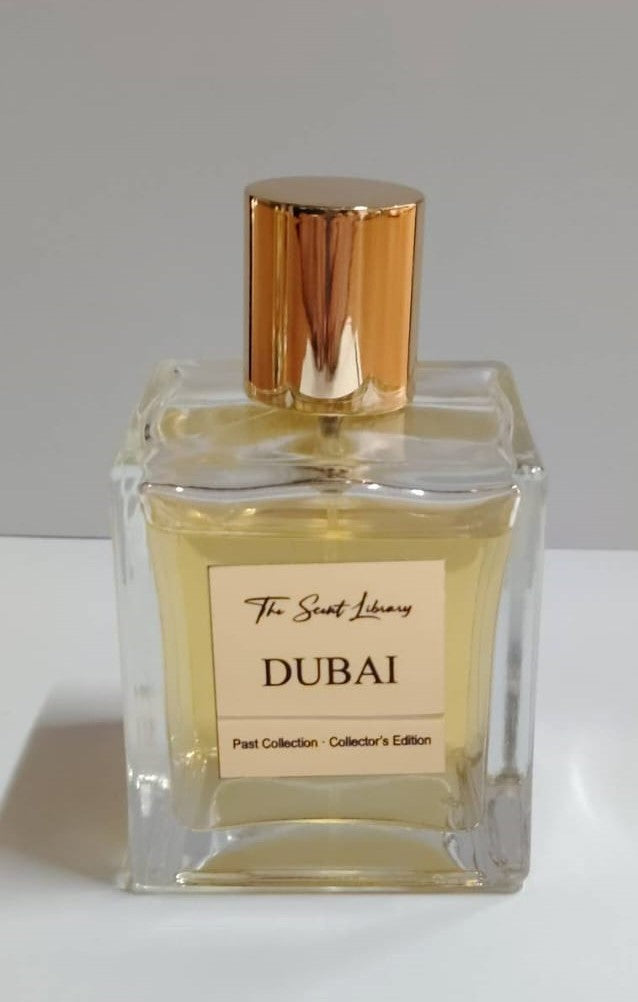 The Scent Library
DUBAI
Past Collection · Collector's Edition